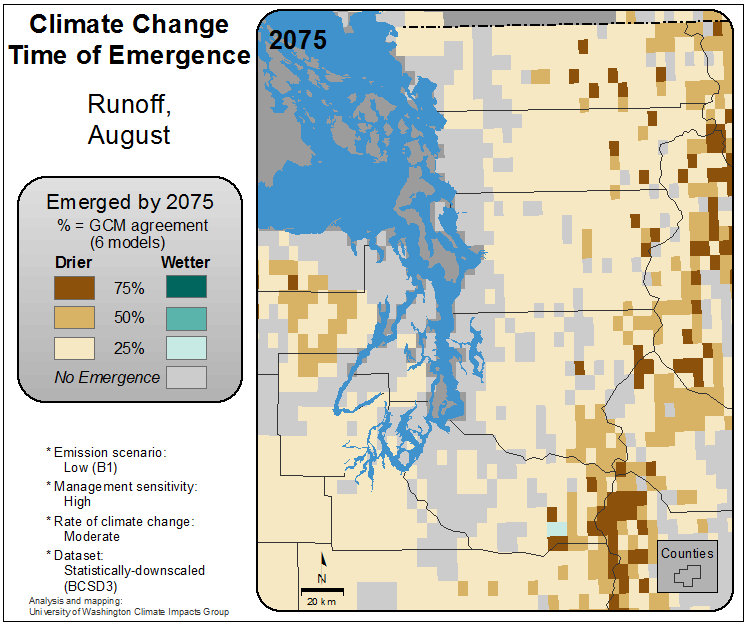 Climate Change
Time of Emergence
Runoff,
August
Emerged by 2075
% = GCM agreement
(6 models)
Drier Wetter
75%
50%
25%
No Emergence
* Emission scenario:
Low (B1)
* Management sensitivity:
High
* Rate of climate change:
Moderate
* Dataset:
Statistically-downscaled
(BCSD3)
Analysis and mapping:
University of Washington Climate Impacts Group
2075
N
20 km
Counties